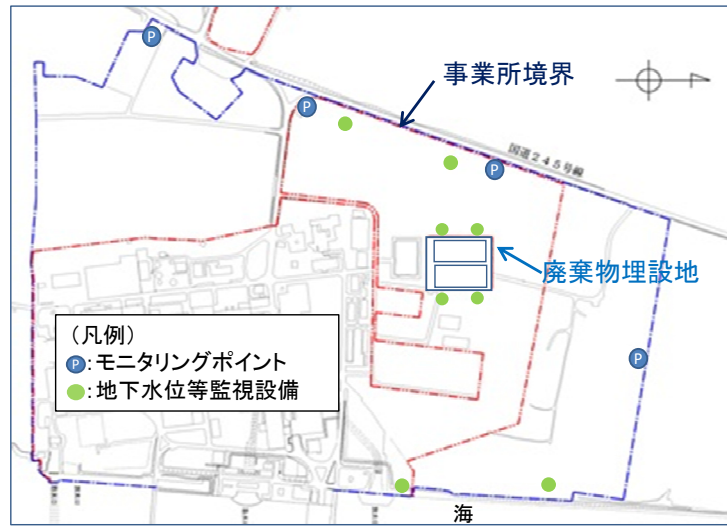 事業所境界
国道245号線
P
P
P
廃棄物埋設地
(凡例)
P:モニタリングポイント
:地下水位等監視設備
P
海